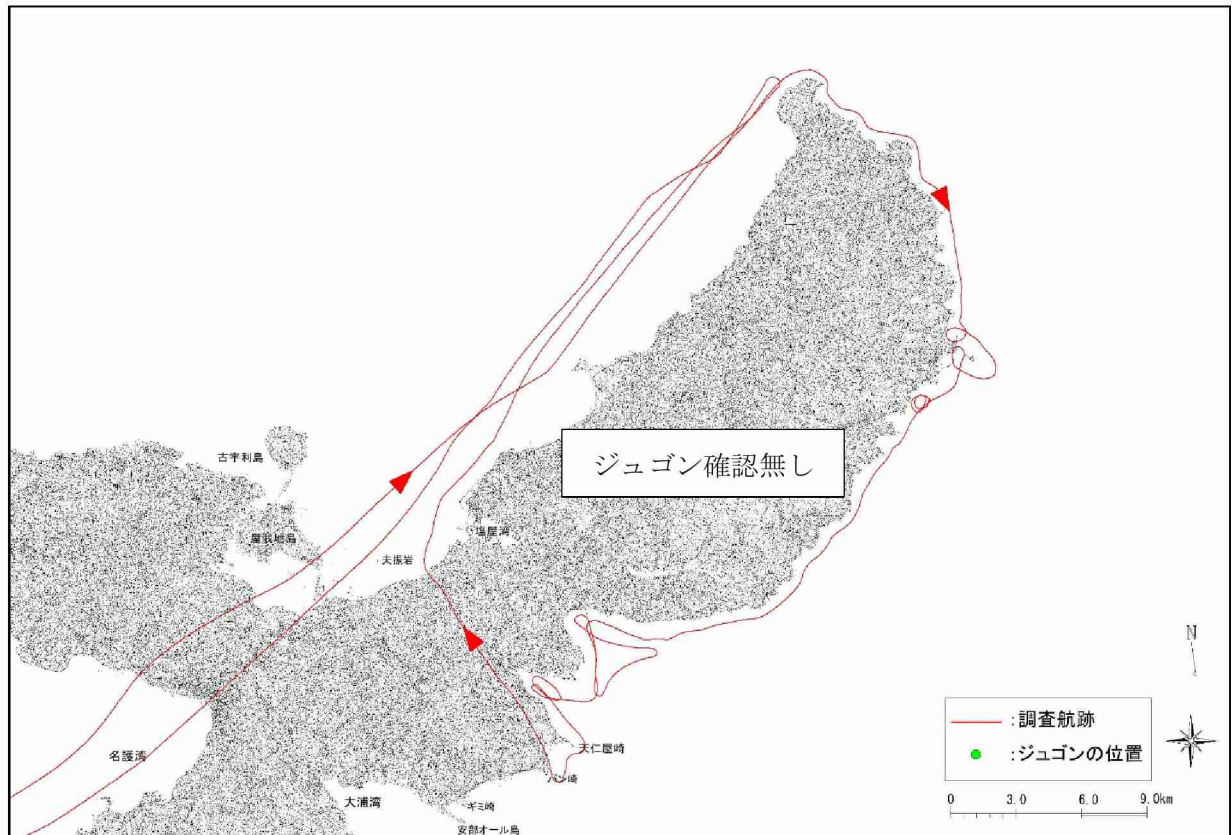 古宇利島
屋我地島
夫振岩
塩屋湾
ジュゴン確認無し
名護湾
大浦湾
天仁屋崎
バン崎
ギミ崎
安部オール島
N
:調査航跡
:ジュゴンの位置
0 3.0 6.0 9.0km